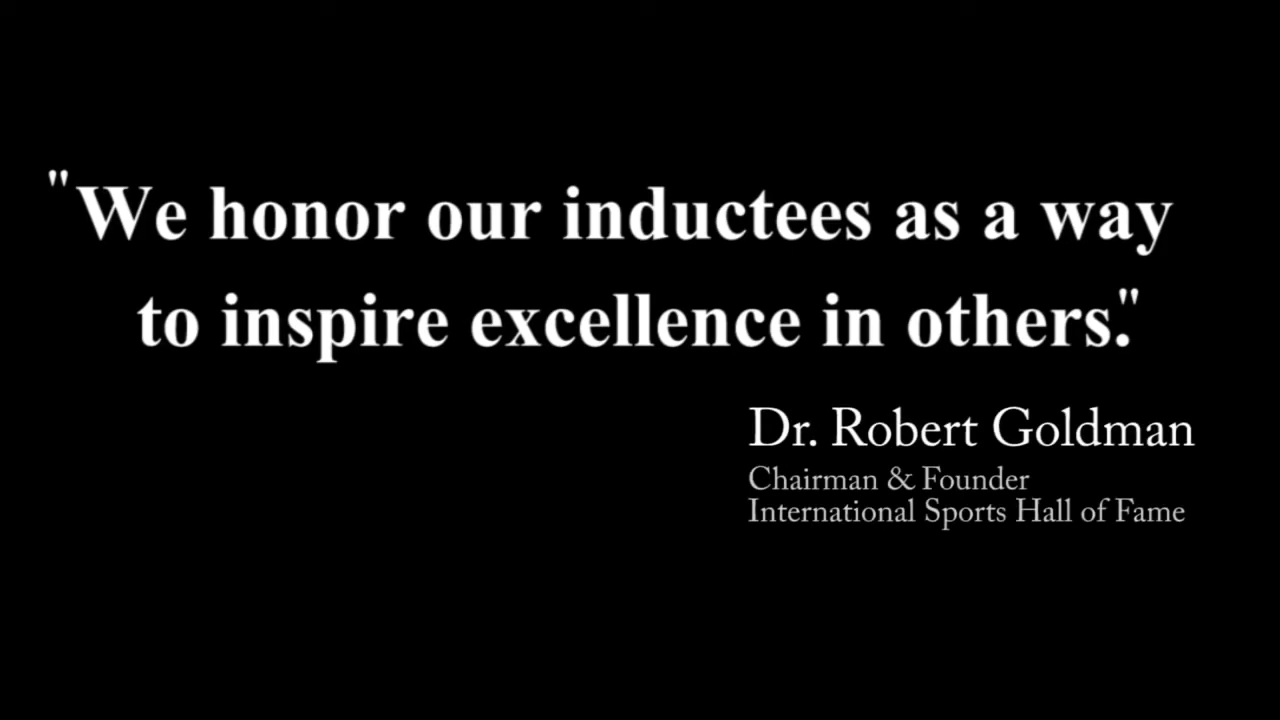 "We honor our inductees as a way
to inspire excellence in others."
Dr. Robert Goldman
Chairman & Founder
International Sports Hall of Fame